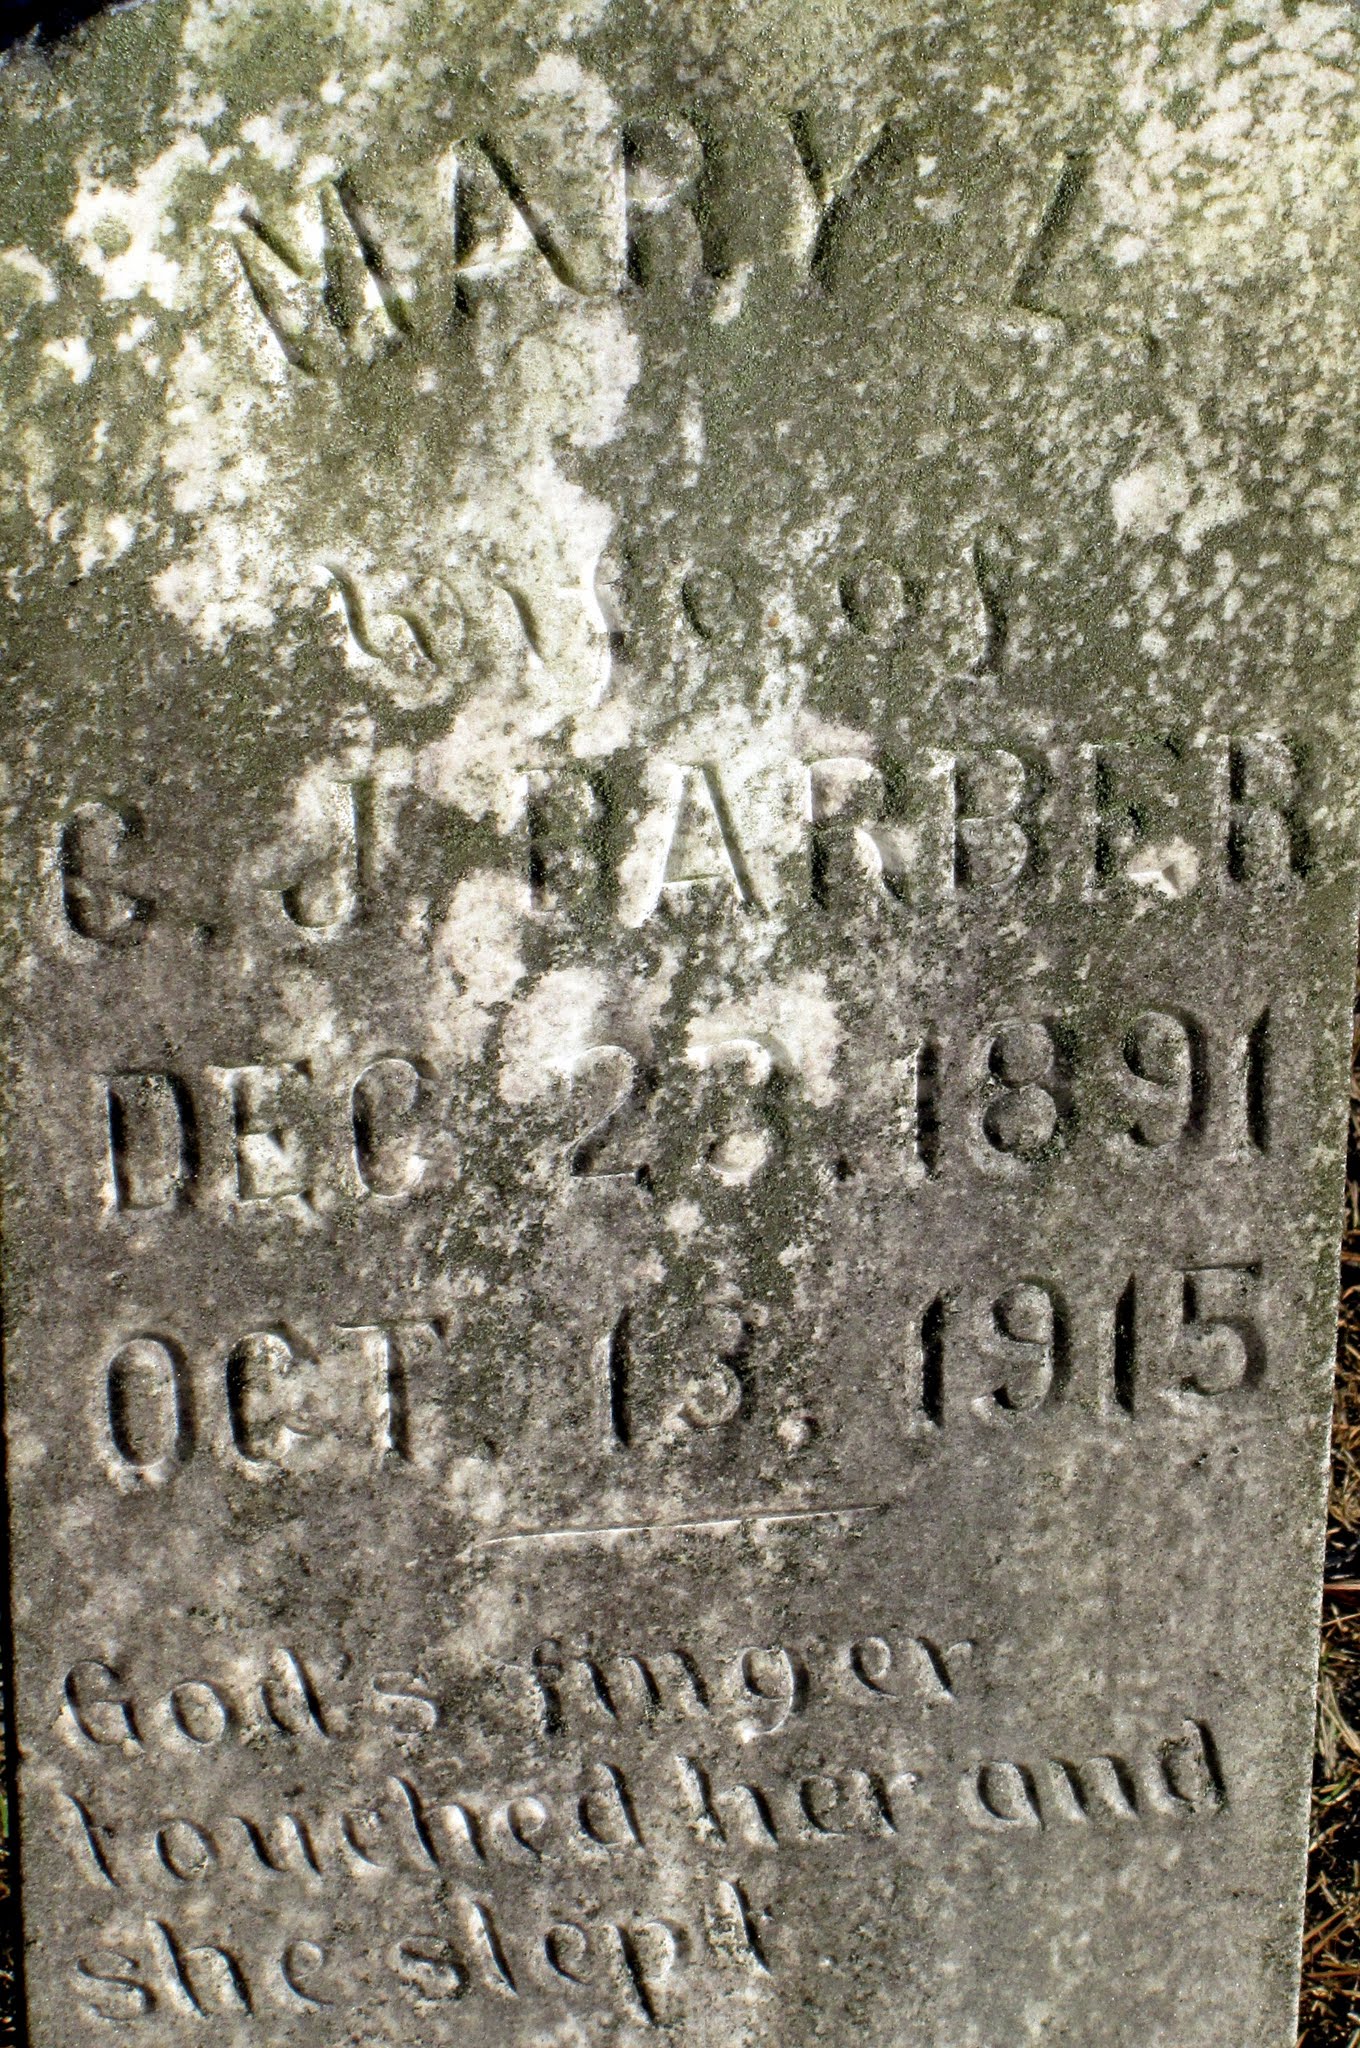 MARY L
wife of
C. J. BARBER
DEC. 23. 1891
OCT. 13. 1915
God's finger
touched her and
she slept